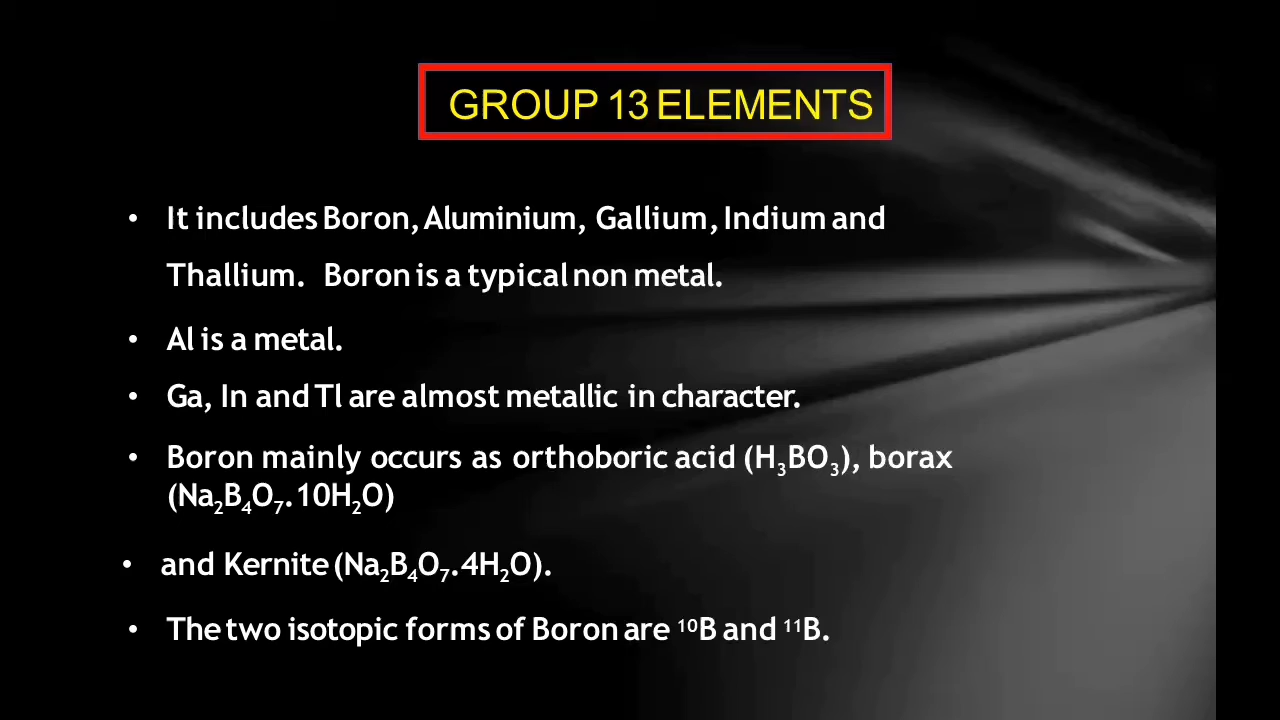 GROUP 13 ELEMENTS
• It includes Boron, Aluminium, Gallium, Indium and
Thallium. Boron is a typical non metal.
• Al is a metal.
• Ga, In and Tl are almost metallic in character.
• Boron mainly occurs as orthoboric acid (H₃BO₃), borax
(Na₂B₄O₇.10H₂O)
• and Kernite (Na₂B₄O₇.4H₂O).
• The two isotopic forms of Boron are ¹⁰B and ¹¹B.